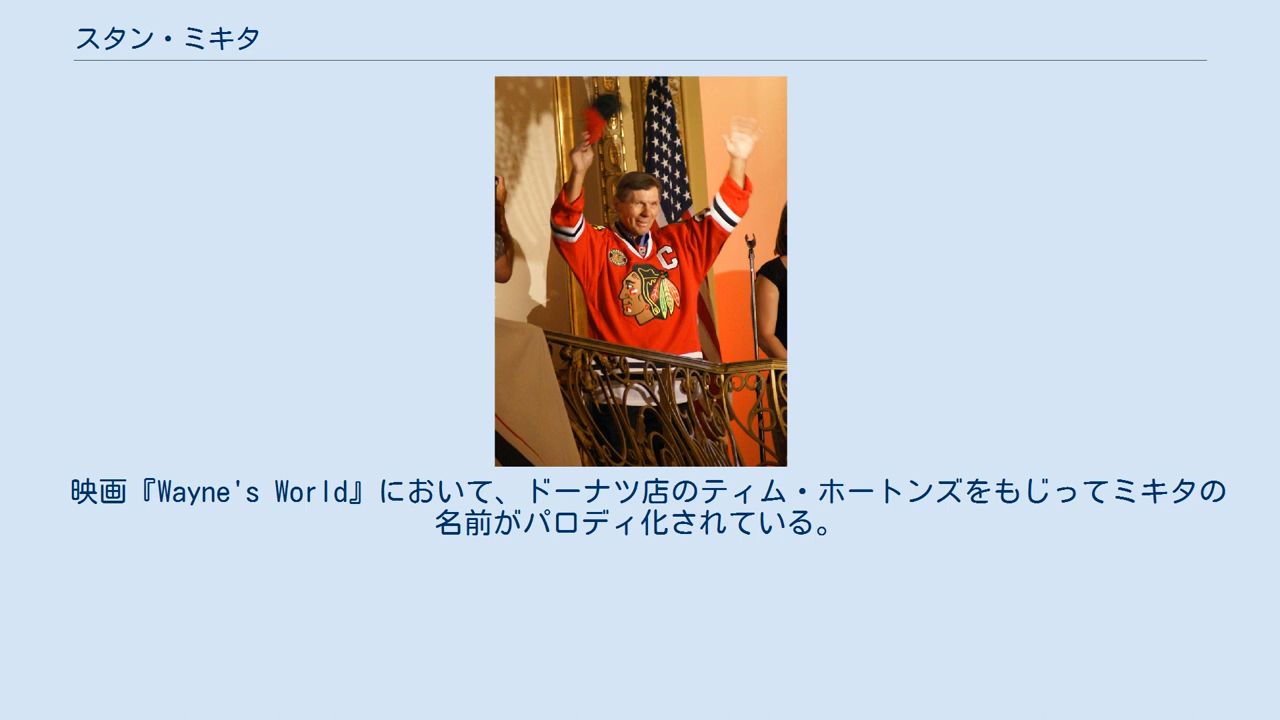 スタン・ミキタ
C
映画『Wayne's World』において、ドーナツ店のティム・ホートンズをもじってミキタの
名前がパロディ化されている。